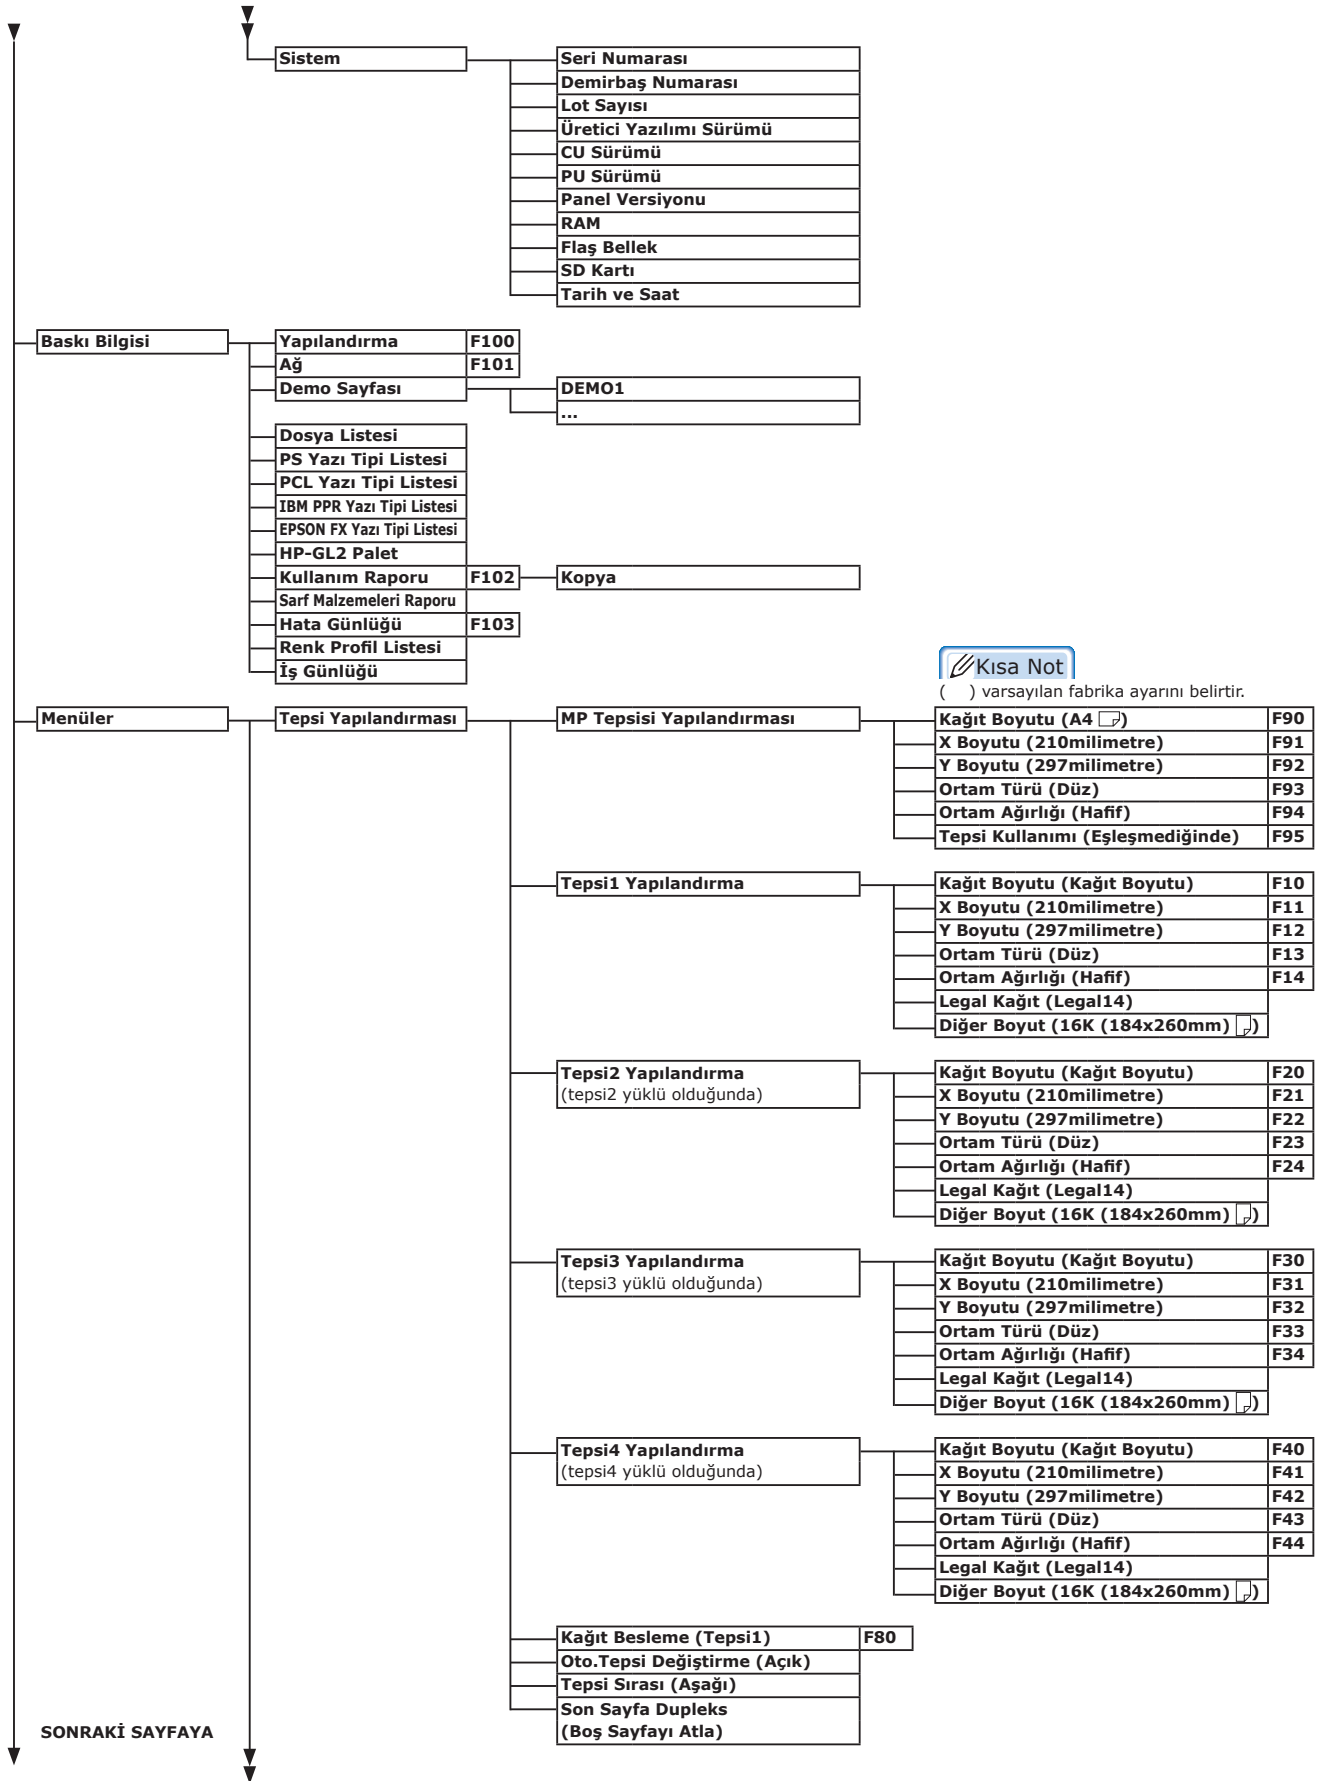 Sistem
Seri Numarası
Demirbaş Numarası
Lot Sayısı
Üretici Yazılımı Sürümü
CU Sürümü
PU Sürümü
Panel Versiyonu
RAM
Flaş Bellek
SD Kartı
Tarih ve Saat
Baskı Bilgisi
Yapılandırma F100
Ağ F101
Demo Sayfası
DEMO1
...
Dosya Listesi
PS Yazı Tipi Listesi
PCL Yazı Tipi Listesi
IBM PPR Yazı Tipi Listesi
EPSON FX Yazı Tipi Listesi
HP-GL2 Palet
Kullanım Raporu F102
Kopya
Sarf Malzemeleri Raporu
Hata Günlüğü F103
Renk Profil Listesi
İş Günlüğü
Kısa Not
( ) varsayılan fabrika ayarını belirtir.
Menüler
Tepsi Yapılandırması
MP Tepsisi Yapılandırması
Kağıt Boyutu (A4 ) F90
X Boyutu (210milimetre) F91
Y Boyutu (297milimetre) F92
Ortam Türü (Düz) F93
Ortam Ağırlığı (Hafif) F94
Tepsi Kullanımı (Eşleşmediğinde) F95
Tepsi1 Yapılandırma
Kağıt Boyutu (Kağıt Boyutu) F10
X Boyutu (210milimetre) F11
Y Boyutu (297milimetre) F12
Ortam Türü (Düz) F13
Ortam Ağırlığı (Hafif) F14
Legal Kağıt (Legal14)
Diğer Boyut (16K (184x260mm) )
Tepsi2 Yapılandırma
(tepsi2 yüklü olduğunda)
Kağıt Boyutu (Kağıt Boyutu) F20
X Boyutu (210milimetre) F21
Y Boyutu (297milimetre) F22
Ortam Türü (Düz) F23
Ortam Ağırlığı (Hafif) F24
Legal Kağıt (Legal14)
Diğer Boyut (16K (184x260mm) )
Tepsi3 Yapılandırma
(tepsi3 yüklü olduğunda)
Kağıt Boyutu (Kağıt Boyutu) F30
X Boyutu (210milimetre) F31
Y Boyutu (297milimetre) F32
Ortam Türü (Düz) F33
Ortam Ağırlığı (Hafif) F34
Legal Kağıt (Legal14)
Diğer Boyut (16K (184x260mm) )
Tepsi4 Yapılandırma
(tepsi4 yüklü olduğunda)
Kağıt Boyutu (Kağıt Boyutu) F40
X Boyutu (210milimetre) F41
Y Boyutu (297milimetre) F42
Ortam Türü (Düz) F43
Ortam Ağırlığı (Hafif) F44
Legal Kağıt (Legal14)
Diğer Boyut (16K (184x260mm) )
Kağıt Besleme (Tepsi1) F80
Oto.Tepsi Değiştirme (Açık)
Tepsi Sırası (Aşağı)
Son Sayfa Dupleks
(Boş Sayfayı Atla)
SONRAKİ SAYFAYA